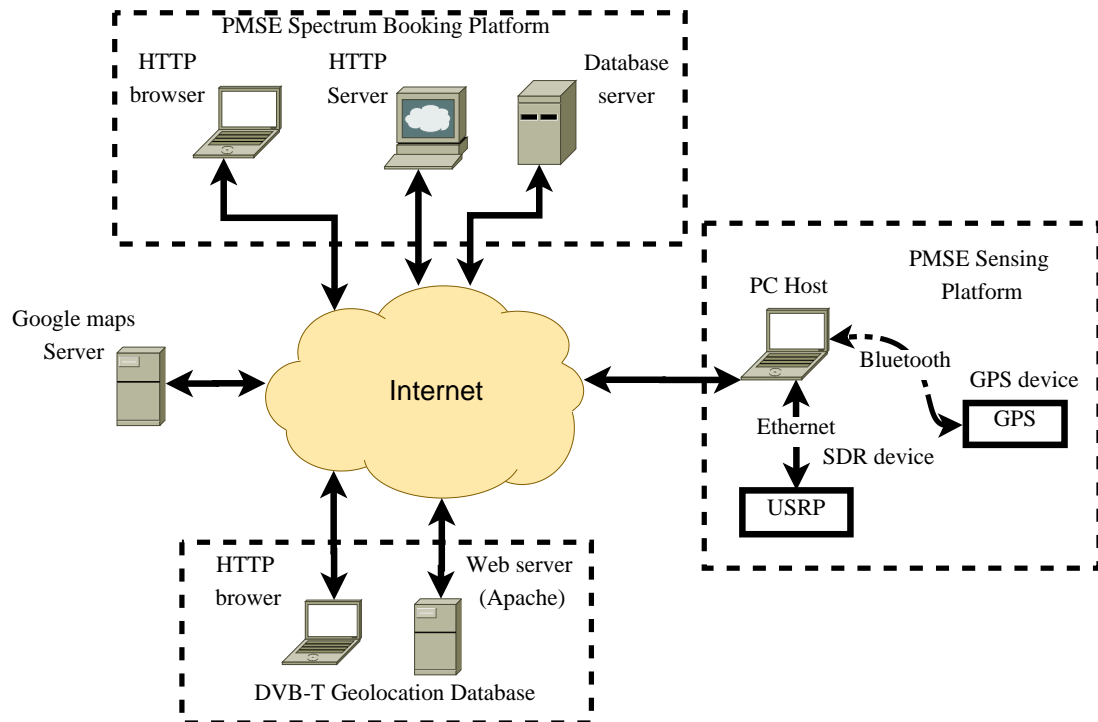 PMSE Spectrum Booking Platform
HTTP
browser
HTTP
Server
Database
server
PMSE Sensing
Platform
PC Host
Bluetooth
GPS device
GPS
Ethernet
SDR device
USRP
Google maps
Server
Internet
HTTP
brower
Web server
(Apache)
DVB-T Geolocation Database